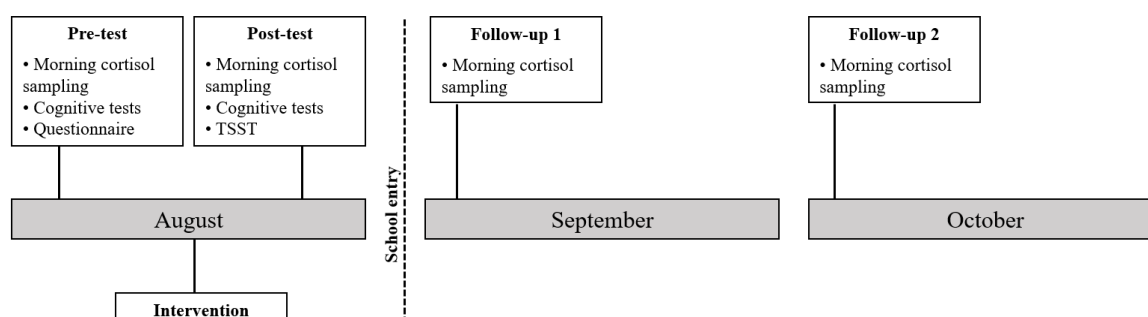 Pre-test
• Morning cortisol
sampling
• Cognitive tests
• Questionnaire
Post-test
• Morning cortisol
sampling
• Cognitive tests
• TSST
School entry
Follow-up 1
• Morning cortisol
sampling
Follow-up 2
• Morning cortisol
sampling
August
September
October
Intervention